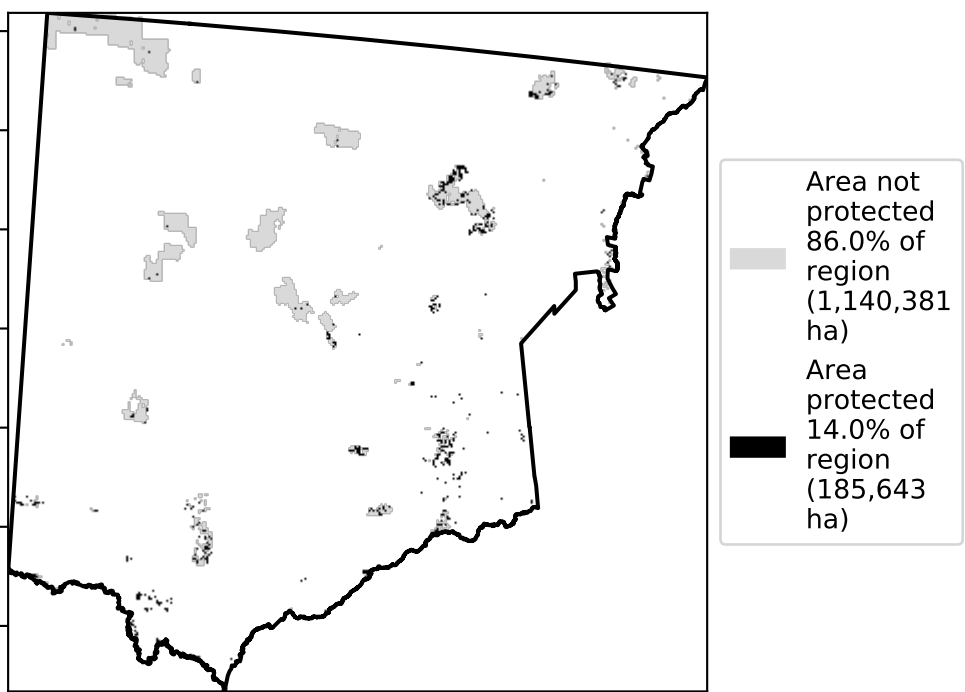 Area not
protected
86.0% of
region
(1,140,381
ha)
Area
protected
14.0% of
region
(185,643
ha)